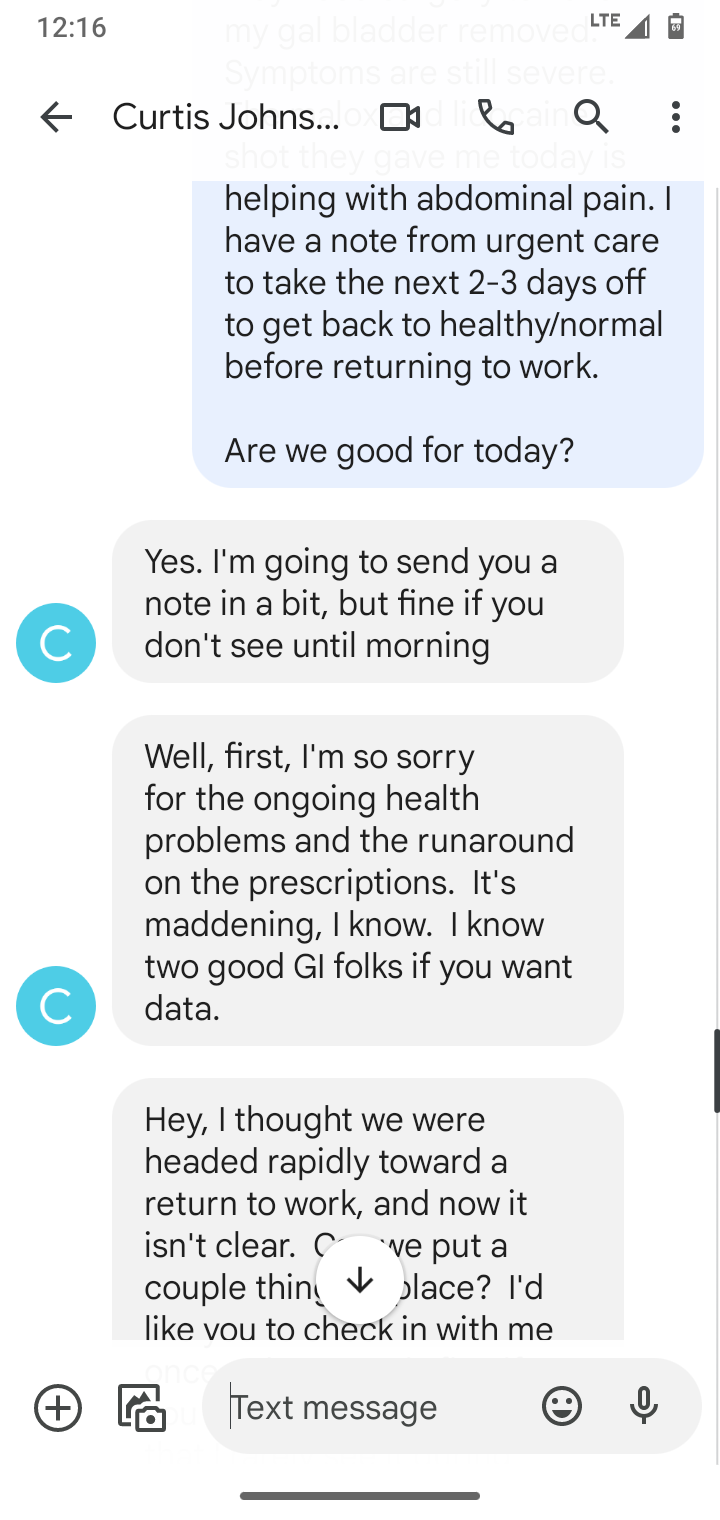 12:16
LTE
69
my gal bladder removed.
Symptoms are still severe.
Curtis Johns...
shot they gave me today is
helping with abdominal pain. I
have a note from urgent care
to take the next 2-3 days off
to get back to healthy/normal
before returning to work.
Are we good for today?
Yes. I'm going to send you a
note in a bit, but fine if you
don't see until morning
C
Well, first, I'm so sorry
for the ongoing health
problems and the runaround
on the prescriptions.  It's
maddening, I know.  I know
two good GI folks if you want
data.
C
Hey, I thought we were
headed rapidly toward a
return to work, and now it
isn't clear. we put a
couple place?  I'd
like you to check in with me
once
Text message